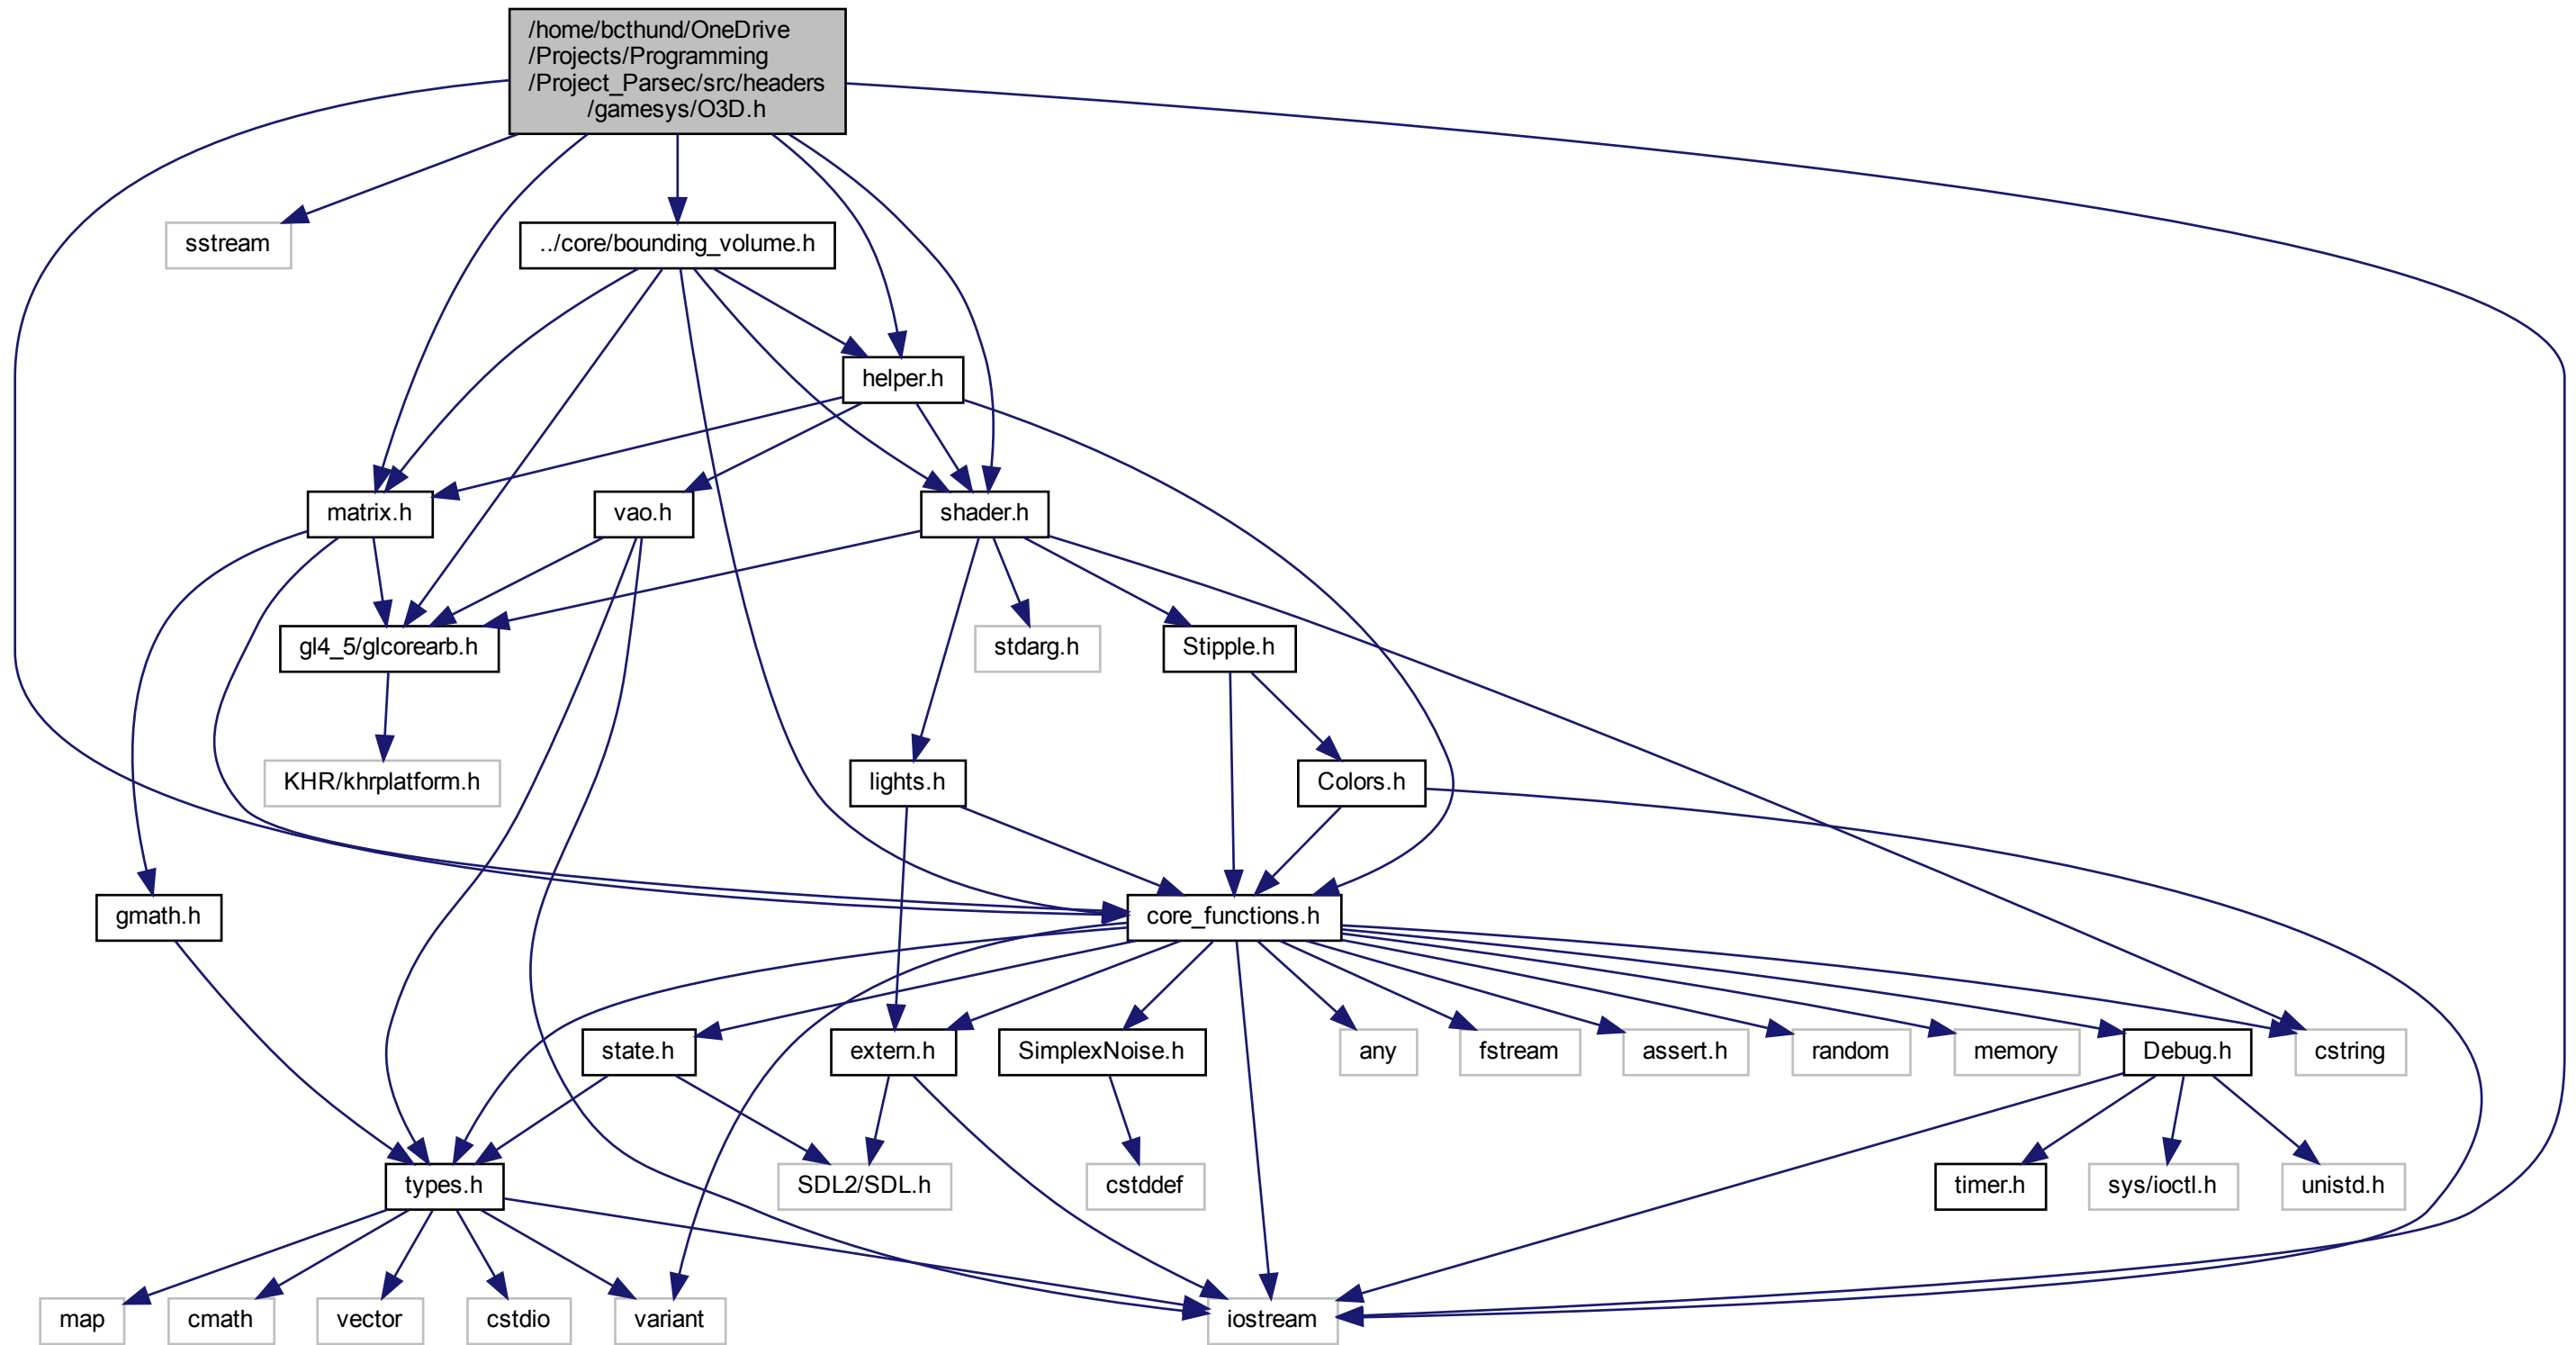 /home/bcthund/OneDrive
/Projects/Programming
/Project_Parsec/src/headers
/gamesys/O3D.h
sstream
../core/bounding_volume.h
helper.h
matrix.h
vao.h
shader.h
gl4_5/glcorearb.h
stdarg.h
Stipple.h
KHR/khrplatform.h
lights.h
Colors.h
gmath.h
core_functions.h
state.h
extern.h
SimplexNoise.h
any
fstream
assert.h
random
memory
Debug.h
cstring
types.h
SDL2/SDL.h
cstddef
timer.h
sys/ioctl.h
unistd.h
map
cmath
vector
cstdio
variant
iostream